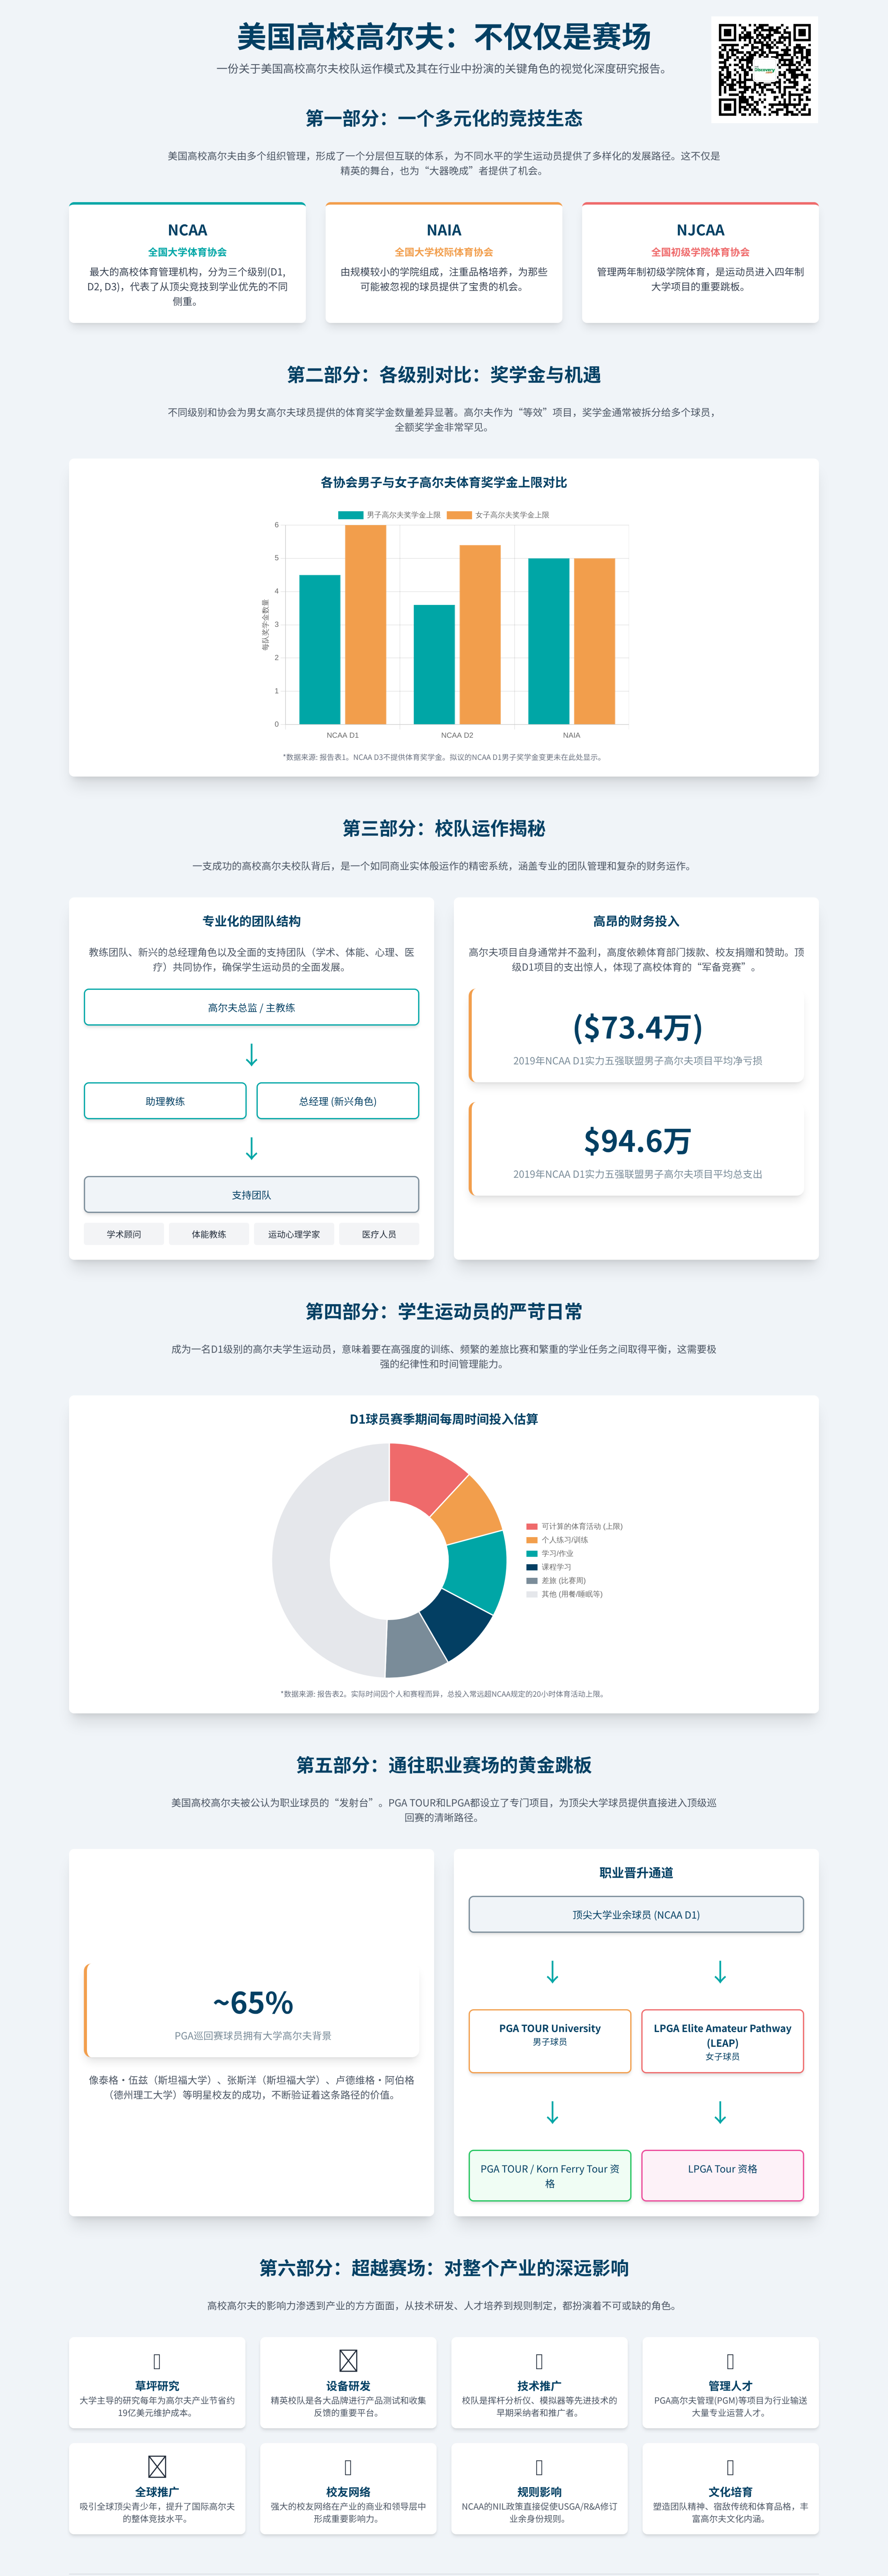 美国高校高尔夫：不仅仅是赛场
一份关于美国高校高尔夫校队运作模式及其在行业中扮演的关键角色的视觉化深度研究报告。
第一部分：一个多元化的竞技生态
美国高校高尔夫由多个组织管理，形成了一个分层但互联的体系，为不同水平的学生运动员提供了多样化的发展路径。这不仅是
精英的舞台，也为“大器晚成”者提供了机会。
NCAA
全国大学体育协会
最大的高校体育管理机构，分为三个级别(D1,
D2, D3)，代表了从顶尖竞技到学业优先的不同
侧重。
NAIA
全国大学校际体育协会
由规模较小的学院组成，注重品格培养，为那些
可能被忽视的球员提供了宝贵的机会。
NJCAA
全国初级学院体育协会
管理两年制初级学院体育，是运动员进入四年制
大学项目的重要跳板。
第二部分：各级别对比：奖学金与机遇
不同级别和协会为男女高尔夫球员提供的体育奖学金数量差异显著。高尔夫作为“等效”项目，奖学金通常被拆分给多个球员，
全额奖学金非常罕见。
各协会男子与女子高尔夫体育奖学金上限对比
男子高尔夫奖学金上限
女子高尔夫奖学金上限
6
5
4
3
2
1
0
每队奖学金数量
NCAA D1
NCAA D2
NAIA
*数据来源: 报告表1。NCAA D3不提供体育奖学金。拟议的NCAA D1男子奖学金变更未在此处显示。
第三部分：校队运作揭秘
一支成功的高校高尔夫校队背后，是一个如同商业实体般运作的精密系统，涵盖专业的团队管理和复杂的财务运作。
专业化的团队结构
教练团队、新兴的总经理角色以及全面的支持团队（学术、体能、心理、医
疗）共同协作，确保学生运动员的全面发展。
高尔夫总监 / 主教练
↓
助理教练
总经理 (新兴角色)
↓
支持团队
学术顾问
体能教练
运动心理学家
医疗人员
高昂的财务投入
高尔夫项目自身通常并不盈利，高度依赖体育部门拨款、校友捐赠和赞助。顶
级D1项目的支出惊人，体现了高校体育的“军备竞赛”。
($73.4万)
2019年NCAA D1实力五强联盟男子高尔夫项目平均净亏损
$94.6万
2019年NCAA D1实力五强联盟男子高尔夫项目平均总支出
第四部分：学生运动员的严苛日常
成为一名D1级别的高尔夫学生运动员，意味着要在高强度的训练、频繁的差旅比赛和繁重的学业任务之间取得平衡，这需要极
强的纪律性和时间管理能力。
D1球员赛季期间每周时间投入估算
可计算的体育活动 (上限)
个人练习/训练
学习/作业
课程学习
差旅 (比赛周)
其他 (用餐/睡眠等)
*数据来源: 报告表2。实际时间因个人和赛程而异，总投入常远超NCAA规定的20小时体育活动上限。
第五部分：通往职业赛场的黄金跳板
美国高校高尔夫被公认为职业球员的“发射台”。PGA TOUR和LPGA都设立了专门项目，为顶尖大学球员提供直接进入顶级巡
回赛的清晰路径。
~65%
PGA巡回赛球员拥有大学高尔夫背景
像泰格·伍兹（斯坦福大学）、张斯洋（斯坦福大学）、卢德维格·阿伯格
（德州理工大学）等明星校友的成功，不断验证着这条路径的价值。
职业晋升通道
顶尖大学业余球员 (NCAA D1)
↓
↓
PGA TOUR University
男子球员
LPGA Elite Amateur Pathway
(LEAP)
女子球员
↓
↓
PGA TOUR / Korn Ferry Tour 资
格
LPGA Tour 资格
第六部分：超越赛场：对整个产业的深远影响
高校高尔夫的影响力渗透到产业的方方面面，从技术研发、人才培养到规则制定，都扮演着不可或缺的角色。
草坪研究
大学主导的研究每年为高尔夫产业节省约
19亿美元维护成本。
设备研发
精英校队是各大品牌进行产品测试和收集
反馈的重要平台。
技术推广
校队是挥杆分析仪、模拟器等先进技术的
早期采纳者和推广者。
管理人才
PGA高尔夫管理(PGM)等项目为行业输送
大量专业运营人才。
全球推广
吸引全球顶尖青少年，提升了国际高尔夫
的整体竞技水平。
校友网络
强大的校友网络在产业的商业和领导层中
形成重要影响力。
规则影响
NCAA的NIL政策直接促使USGA/R&A修订
业余身份规则。
文化培育
塑造团队精神、宿敌传统和体育品格，丰
富高尔夫文化内涵。